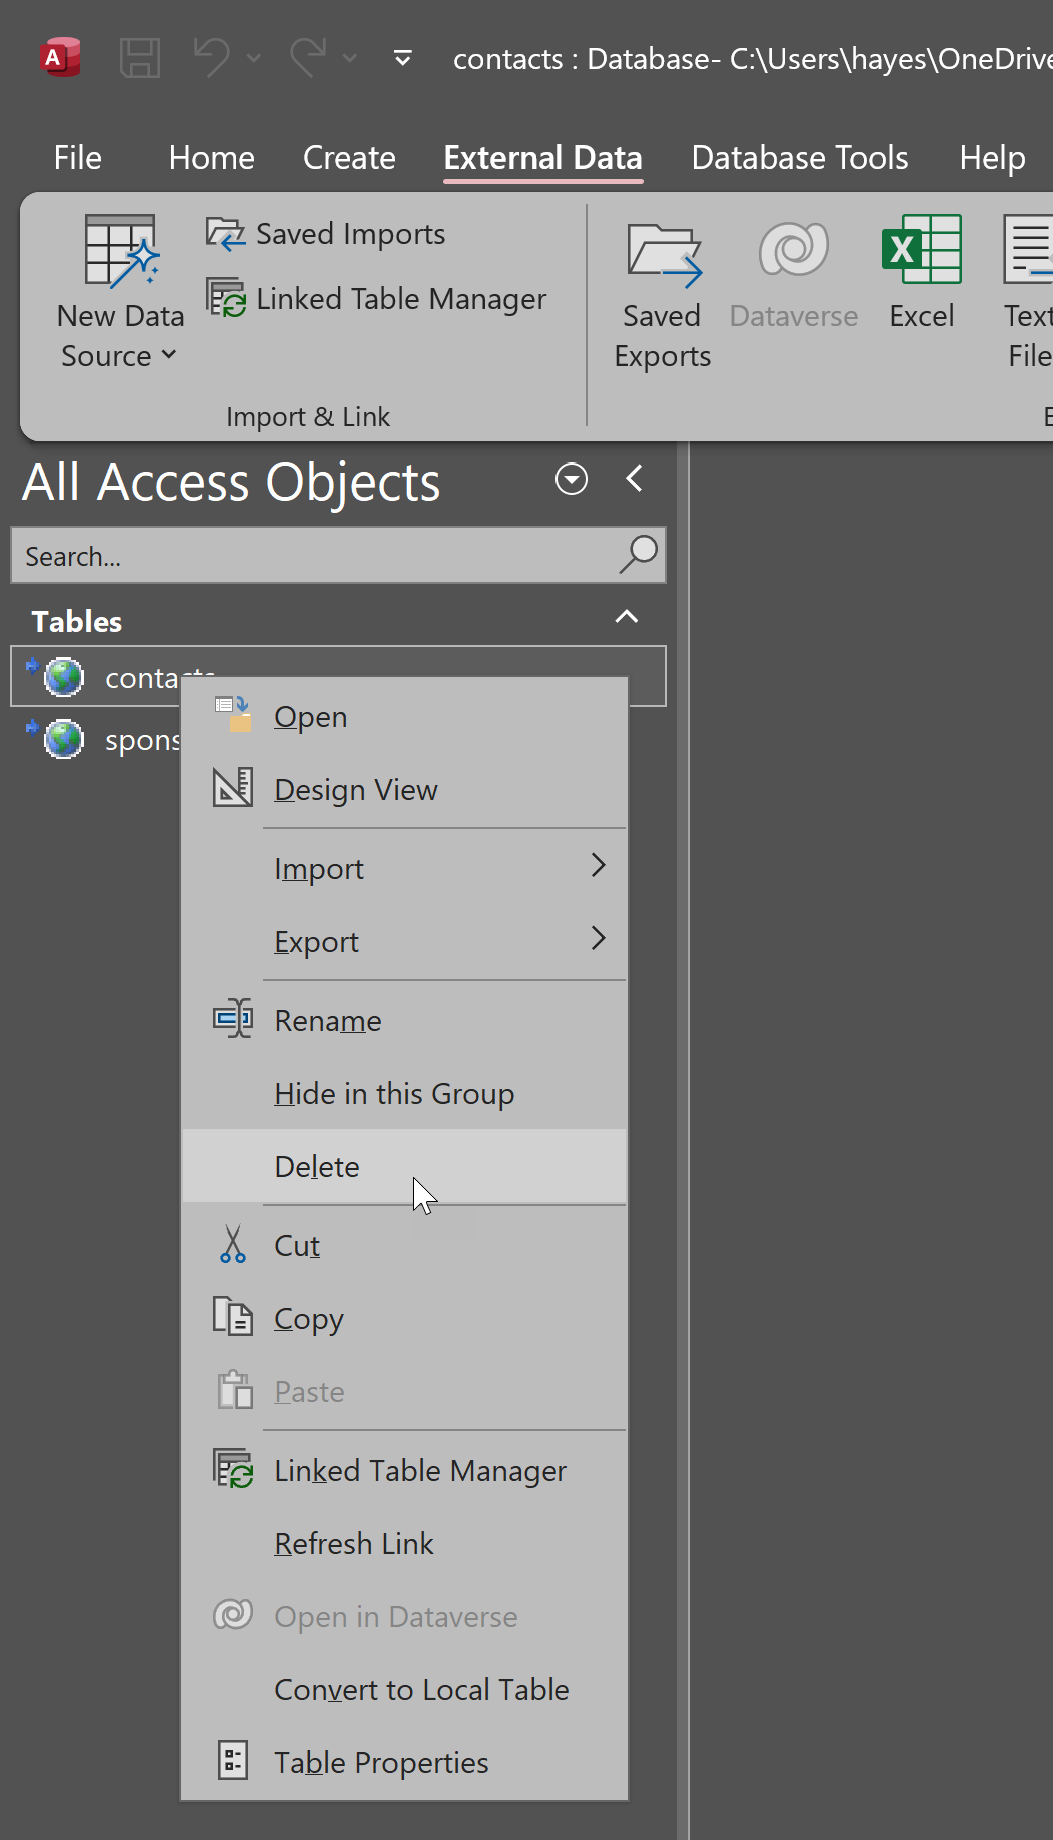 A
contacts : Database- C:\Users\hayes\OneDrive
File Home Create External Data Database Tools Help
Saved Imports
Linked Table Manager
New Data
Source
Import & Link
Saved
Exports
Dataverse
X
Excel
Text
File
E
All Access Objects
Search...
Tables
contacts
spons
Open
Design View
Import
Export
Rename
Hide in this Group
Delete
Cut
Copy
Paste
Linked Table Manager
Refresh Link
Open in Dataverse
Convert to Local Table
Table Properties